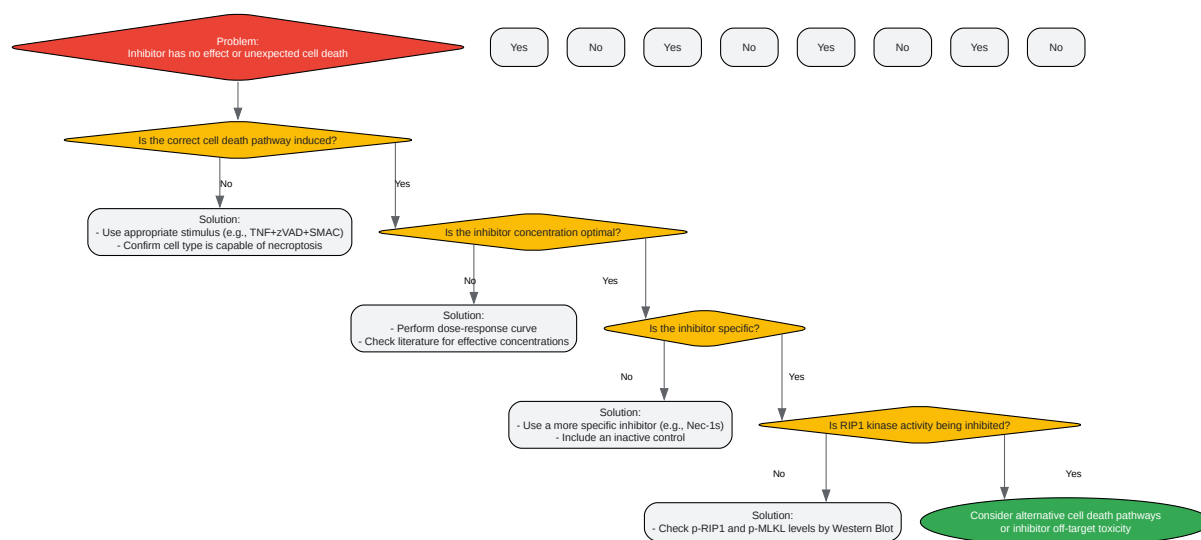 Problem:
Inhibitor has no effect or unexpected cell death
Yes
No
Yes
No
Yes
No
Yes
No
Is the correct cell death pathway induced?
No
Yes
Solution:
- Use appropriate stimulus (e.g., TNF+zVAD+SMAC)
- Confirm cell type is capable of necroptosis
Is the inhibitor concentration optimal?
No
Yes
Solution:
- Perform dose-response curve
- Check literature for effective concentrations
Is the inhibitor specific?
No
Yes
Solution:
- Use a more specific inhibitor (e.g., Nec-1s)
- Include an inactive control
Is RIP1 kinase activity being inhibited?
No
Yes
Solution:
- Check p-RIP1 and p-MLKL levels by Western Blot
Consider alternative cell death pathways
or inhibitor off-target toxicity